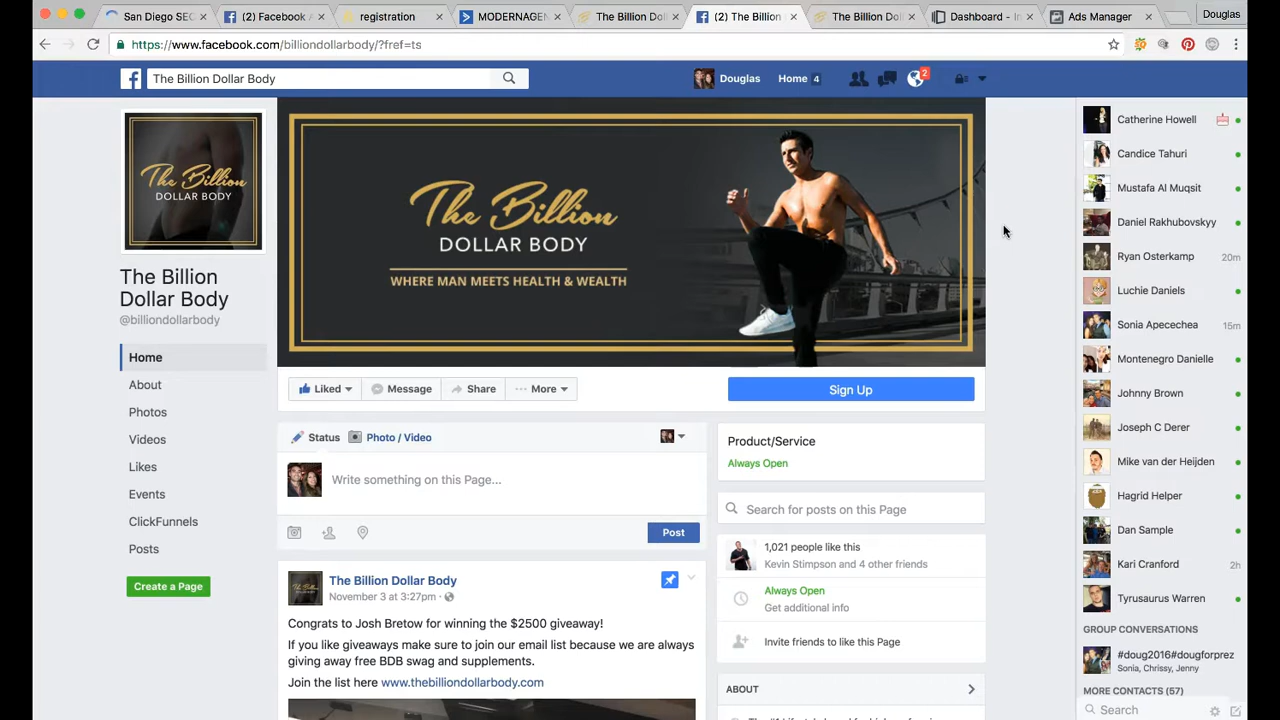 San Diego SEC
(2) Facebook
registration
MODERNAGEN
The Billion Doll
(2) The Billion
The Billion Do
Dashboard - In
Ads Manager
Douglas
https://www.facebook.com/billiondollarbody/?fref=ts
The Billion Dollar Body
Douglas
Home 4
2
The Billion
DOLLAR BODY
The Billion
DOLLAR BODY
WHERE MAN MEETS HEALTH & WEALTH
The Billion
Dollar Body
@billiondollarbody
Home
About
Photos
Videos
Likes
Events
ClickFunnels
Posts
Create a Page
Liked
Message
Share
More
Sign Up
Status
Photo / Video
Write something on this Page...
Post
The Billion Dollar Body
November 3 at 3:27pm ·
Congrats to Josh Bretow for winning the $2500 giveaway!
If you like giveaways make sure to join our email list because we are always
giving away free BDB swag and supplements.
Join the list here www.thebilliondollarbody.com
Product/Service
Always Open
Search for posts on this Page
1,021 people like this
Kevin Stimpson and 4 other friends
Always Open
Get additional info
Invite friends to like this Page
ABOUT
Catherine Howell
Candice Tahuri
Mustafa Al Muqsit
Daniel Rakhubovskyy
Ryan Osterkamp 20m
Luchie Daniels
Sonia Apecechea 15m
Montenegro Danielle
Johnny Brown
Joseph C Derer
Mike van der Heijden
Hagrid Helper
Dan Sample
Kari Cranford 2h
Tyrusaurus Warren
GROUP CONVERSATIONS
#doug2016#dougforprez
Sonia, Chrissy, Jenny
MORE CONTACTS (57)
Search